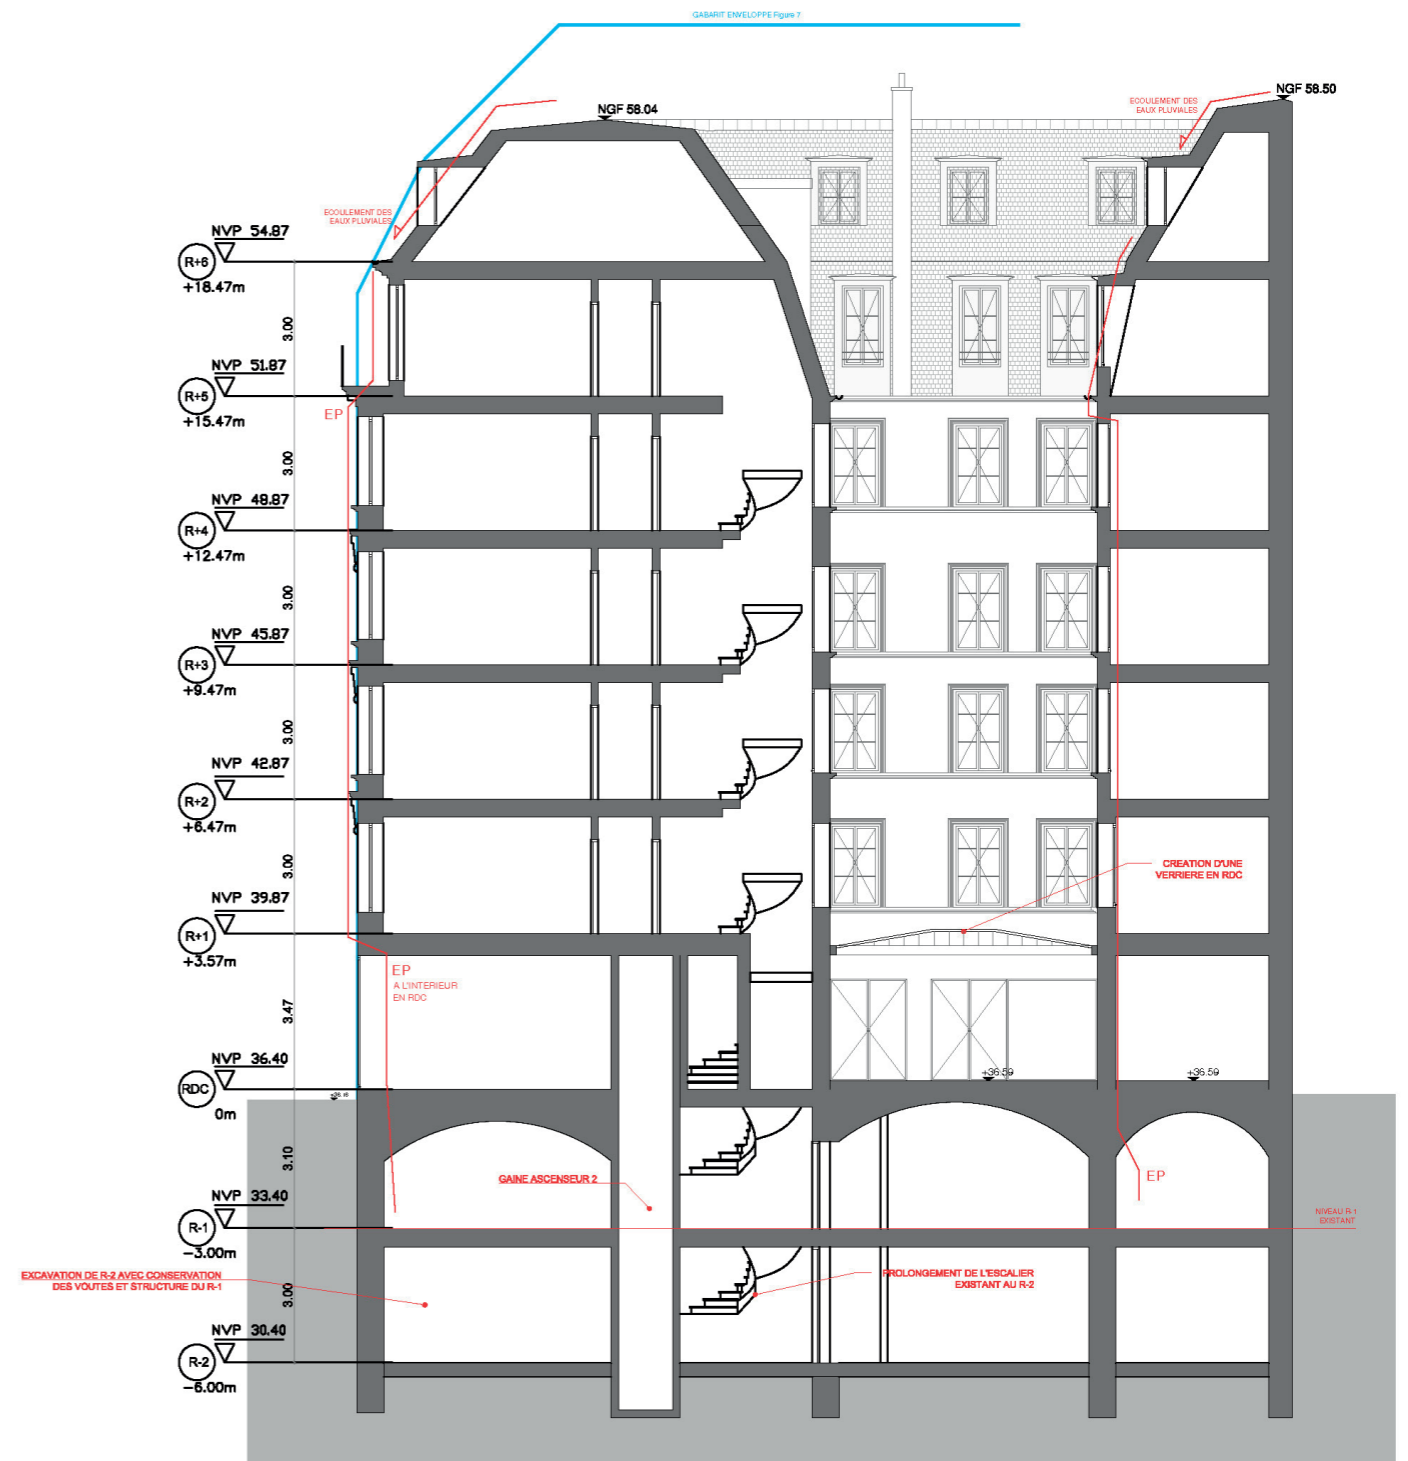 GABARIT ENVELOPPE Figure 7
NGF 58.04
NGF 58.50
ECOULEMENT DES
EAUX PLUVIALES
ECOULEMENT DES
EAUX PLUVIALES
NVP 54.87
R+6
+18.47m
3.00
NVP 51.87
R+5
+15.47m
EP
3.00
NVP 48.87
R+4
+12.47m
3.00
NVP 45.87
R+3
+9.47m
3.00
NVP 42.87
R+2
+6.47m
3.00
CREATION D'UNE
VERRIERE EN RDC
NVP 39.87
R+1
+3.57m
EP
A L'INTERIEUR
EN RDC
3.47
NVP 36.40
RDC
0m
+36.59
+36.59
3.10
GAINE ASCENSEUR 2
EP
NVP 33.40
R-1
-3.00m
NIVEAU R-1
EXISTANT
EXCAVATION DE R-2 AVEC CONSERVATION
DES VOUTES ET STRUCTURE DU R-1
PROLONGEMENT DE L'ESCALIER
EXISTANT AU R-2
3.00
NVP 30.40
R-2
-6.00m